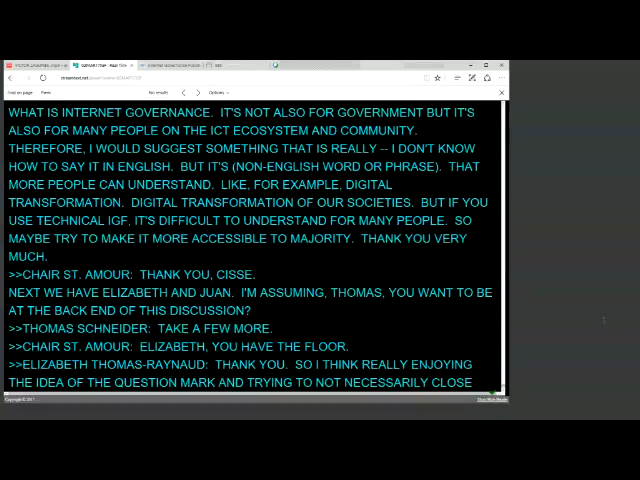 streamtext.net
Find on page
No results
Options
WHAT IS INTERNET GOVERNANCE. IT'S NOT ALSO FOR GOVERNMENT BUT IT'S
ALSO FOR MANY PEOPLE ON THE ICT ECOSYSTEM AND COMMUNITY.
THEREFORE, I WOULD SUGGEST SOMETHING THAT IS REALLY -- I DON'T KNOW
HOW TO SAY IT IN ENGLISH. BUT IT'S (NON-ENGLISH WORD OR PHRASE). THAT
MORE PEOPLE CAN UNDERSTAND. LIKE, FOR EXAMPLE, DIGITAL
TRANSFORMATION. DIGITAL TRANSFORMATION OF OUR SOCIETIES. BUT IF YOU
USE TECHNICAL IGF, IT'S DIFFICULT TO UNDERSTAND FOR MANY PEOPLE. SO
MAYBE TRY TO MAKE IT MORE ACCESSIBLE TO MAJORITY. THANK YOU VERY
MUCH.
>>CHAIR ST. AMOUR: THANK YOU, CISSE.
NEXT WE HAVE ELIZABETH AND JUAN. I'M ASSUMING, THOMAS, YOU WANT TO BE
AT THE BACK END OF THIS DISCUSSION?
>>THOMAS SCHNEIDER: TAKE A FEW MORE.
>>CHAIR ST. AMOUR: ELIZABETH, YOU HAVE THE FLOOR.
>>ELIZABETH THOMAS-RAYNAUD: THANK YOU. SO I THINK REALLY ENJOYING
THE IDEA OF THE QUESTION MARK AND TRYING TO NOT NECESSARILY CLOSE